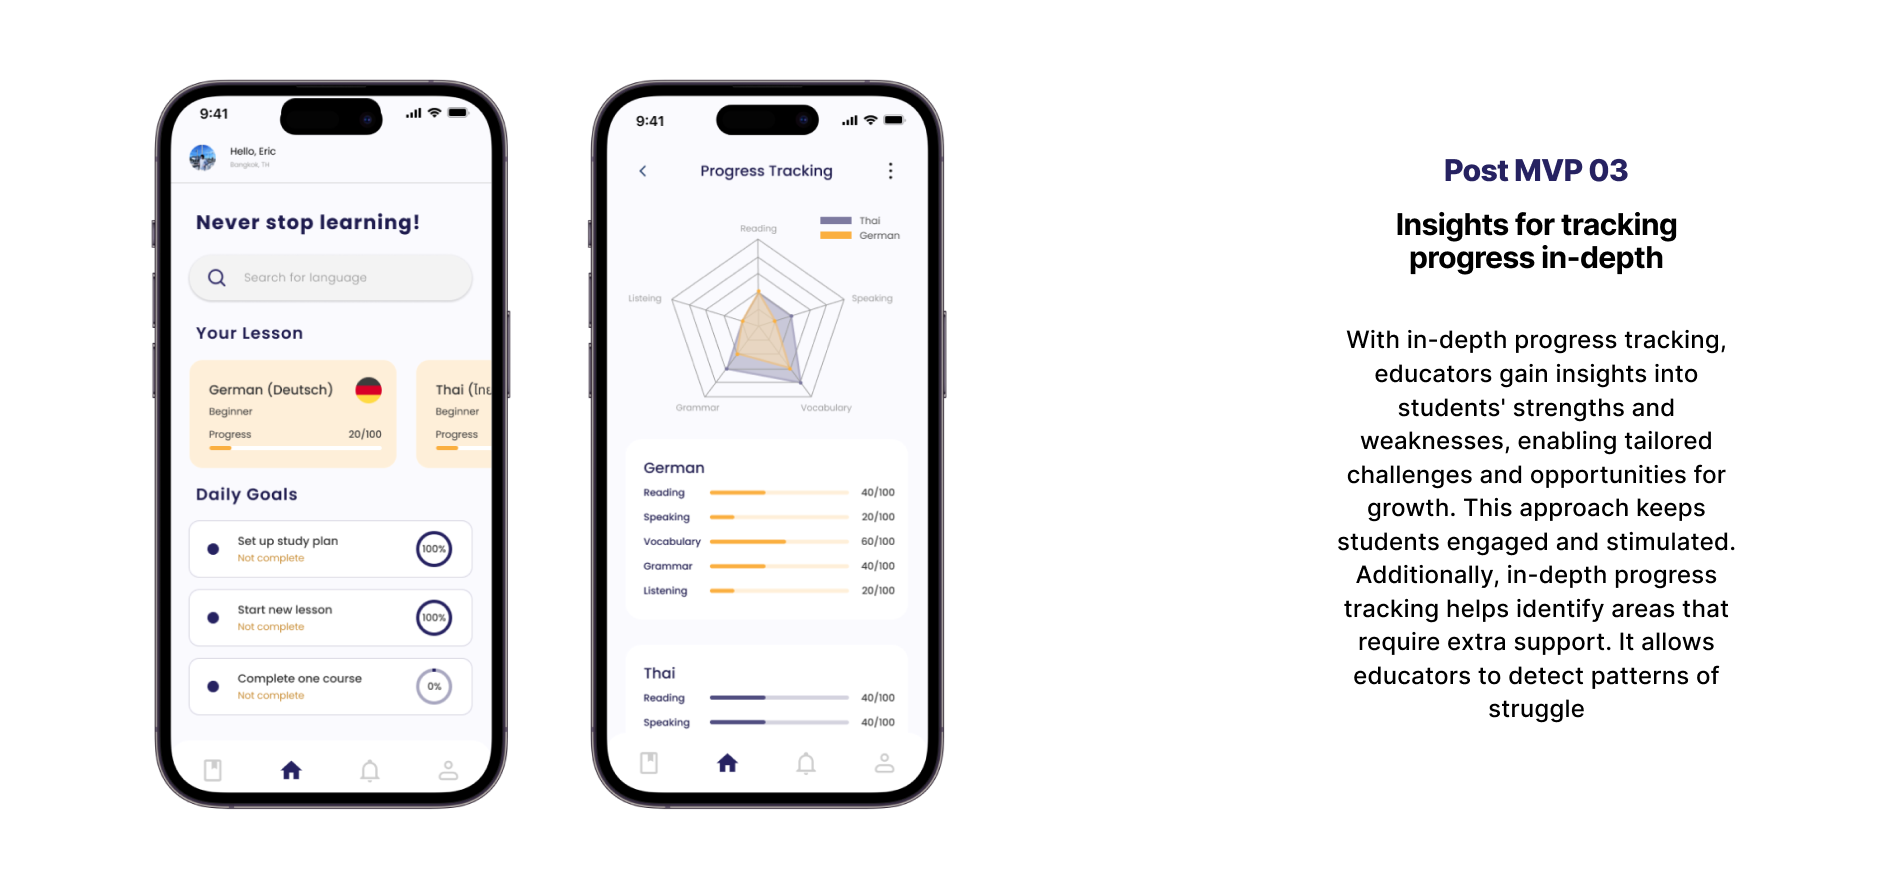 9:41
Hello, Eric
Bangkok, TH
Never stop learning!
Search for language
Your Lesson
German (Deutsch)
Beginner
Progress 20/100
Thai (ไทย
Beginner
Progress
Daily Goals
Set up study plan
Not complete
100%
Start new lesson
Not complete
100%
Complete one course
Not complete
0%
9:41
Progress Tracking
Thai
German
Reading
Listeing
Speaking
Grammar
Vocabulary
German
Reading 40/100
Speaking 20/100
Vocabulary 60/100
Grammar 40/100
Listening 20/100
Thai
Reading 40/100
Speaking 40/100
Post MVP 03
Insights for tracking
progress in-depth
With in-depth progress tracking,
educators gain insights into
students' strengths and
weaknesses, enabling tailored
challenges and opportunities for
growth. This approach keeps
students engaged and stimulated.
Additionally, in-depth progress
tracking helps identify areas that
require extra support. It allows
educators to detect patterns of
struggle